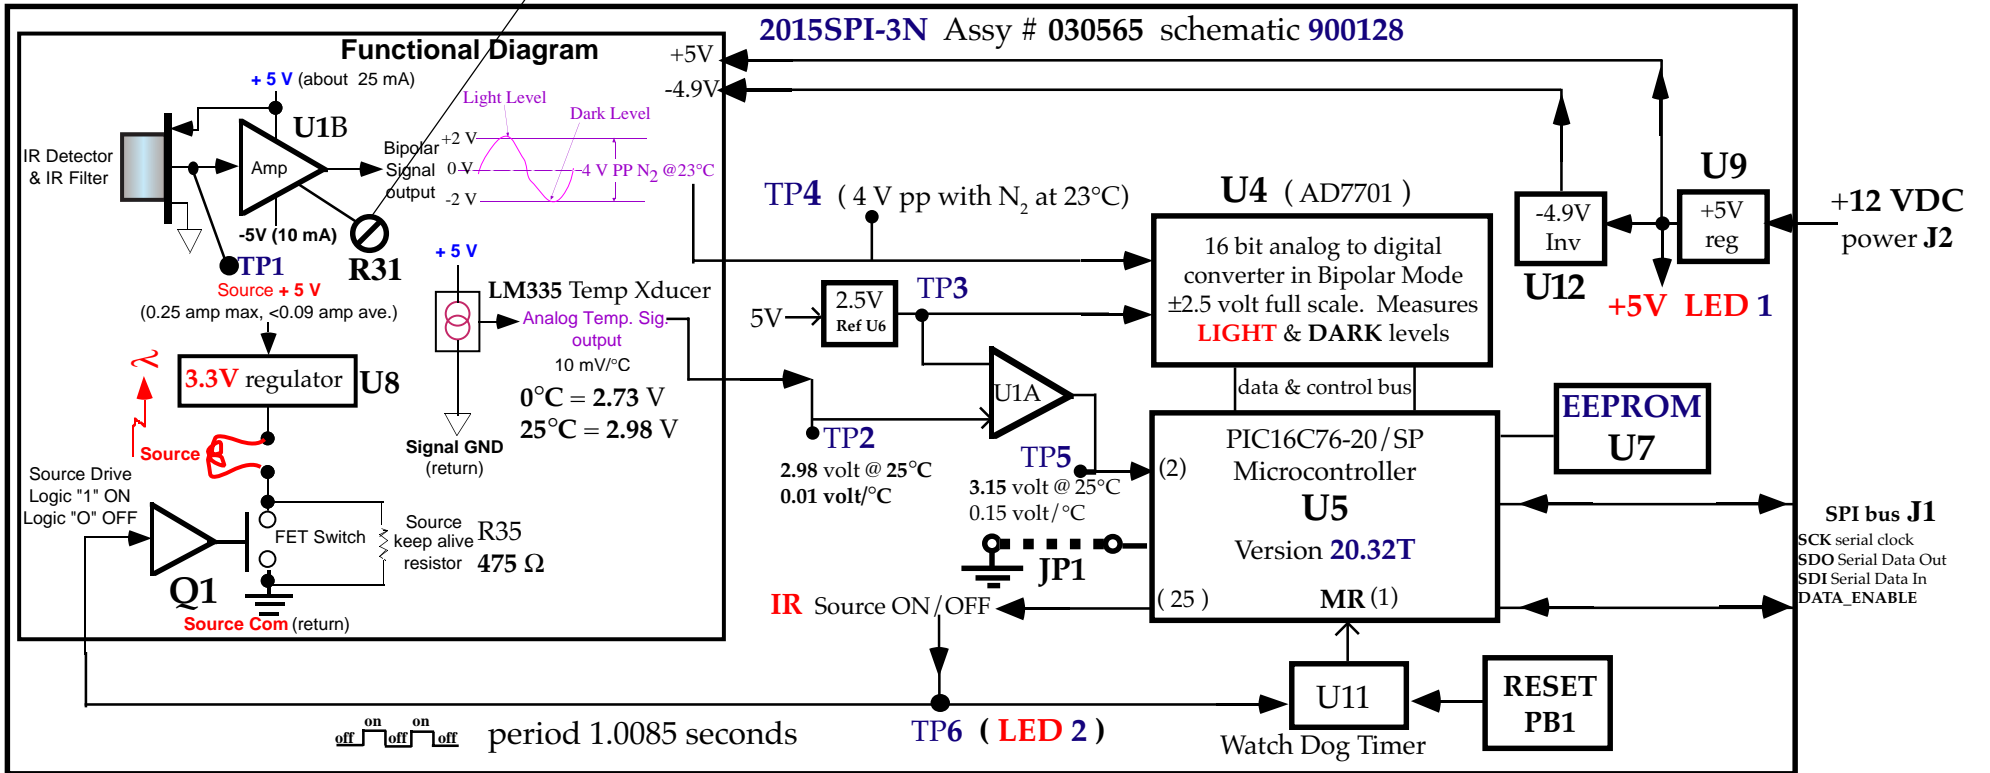 2015SPI-3N Assy # 030565 schematic 900128
Functional Diagram
+ 5 V (about 25 mA)
+5V
-4.9V
Light Level
Dark Level
U1B
Amp
IR Detector
& IR Filter
Bipolar
Signal
output
+2 V
0 V
-2 V
4 V PP N2 @23°C
-5V (10 mA)
R31
TP1
Source + 5 V
(0.25 amp max, <0.09 amp ave.)
3.3V regulator
U8
λ
Source
+ 5 V
LM335 Temp Xducer
Analog Temp. Sig.
output
10 mV/°C
0°C = 2.73 V
25°C = 2.98 V
Signal GND
(return)
Source Drive
Logic "1" ON
Logic "O" OFF
Q1
FET Switch
Source
keep alive
resistor
R35
475 Ω
Source Com (return)
TP4 ( 4 V pp with N2 at 23°C)
5V
2.5V
Ref U6
TP3
U1A
TP2
2.98 volt @ 25°C
0.01 volt/°C
TP5
3.15 volt @ 25°C
0.15 volt/°C
JP1
U4 ( AD7701 )
16 bit analog to digital
converter in Bipolar Mode
±2.5 volt full scale. Measures
LIGHT & DARK levels
data & control bus
(2)
PIC16C76-20/SP
Microcontroller
U5
Version 20.32T
( 25 )
MR (1)
EEPROM
U7
-4.9V
Inv
U12
U9
+5V
reg
+5V LED 1
+12 VDC
power J2
SPI bus J1
SCK serial clock
SDO Serial Data Out
SDI Serial Data In
DATA_ENABLE
IR Source ON/OFF
TP6 ( LED 2 )
U11
Watch Dog Timer
RESET
PB1
off on off on off
period 1.0085 seconds